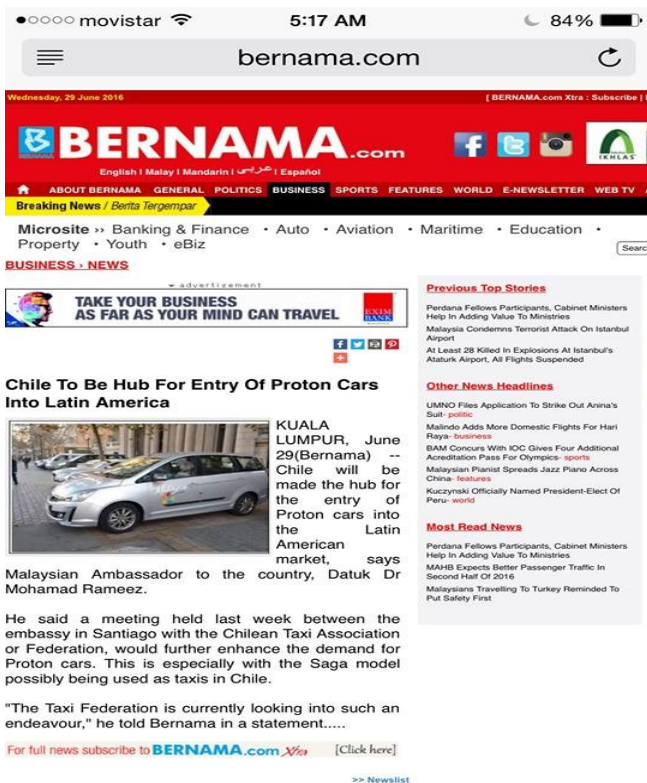 movistar 5:17 AM 84%
bernama.com
Wednesday, 29 June 2016 [ BERNAMA.com Xtra : Subscribe |
BERNAMA.com
IKHLAS
English | Malay | Mandarin | عربي | Español
ABOUT BERNAMA GENERAL POLITICS BUSINESS SPORTS FEATURES WORLD E-NEWSLETTER WEB TV
Breaking News / Berita Tergempar
Microsite ›› Banking & Finance • Auto • Aviation • Maritime • Education •
Property • Youth • eBiz
Searc
BUSINESS › NEWS
advertizement
TAKE YOUR BUSINESS
AS FAR AS YOUR MIND CAN TRAVEL
EXIM
BANK
Chile To Be Hub For Entry Of Proton Cars
Into Latin America
KUALA
LUMPUR, June
29(Bernama) --
Chile will be
made the hub for
the entry of
Proton cars into
the Latin
American
market, says
Malaysian Ambassador to the country, Datuk Dr
Mohamad Rameez.
He said a meeting held last week between the
embassy in Santiago with the Chilean Taxi Association
or Federation, would further enhance the demand for
Proton cars. This is especially with the Saga model
possibly being used as taxis in Chile.
"The Taxi Federation is currently looking into such an
endeavour," he told Bernama in a statement.....
For full news subscribe to BERNAMA.com Xtra [Click here]
>> Newslist
Previous Top Stories
Perdana Fellows Participants, Cabinet Ministers
Help In Adding Value To Ministries
Malaysia Condemns Terrorist Attack On Istanbul
Airport
At Least 28 Killed In Explosions At Istanbul's
Ataturk Airport, All Flights Suspended
Other News Headlines
UMNO Files Application To Strike Out Anina's
Suit- politic
Malindo Adds More Domestic Flights For Hari
Raya- business
BAM Concurs With IOC Gives Four Additional
Acreditation Pass For Olympics- sports
Malaysian Pianist Spreads Jazz Piano Across
China- features
Kuczynski Officially Named President-Elect Of
Peru- world
Most Read News
Perdana Fellows Participants, Cabinet Ministers
Help In Adding Value To Ministries
MAHB Expects Better Passenger Traffic In
Second Half Of 2016
Malaysians Travelling To Turkey Reminded To
Put Safety First